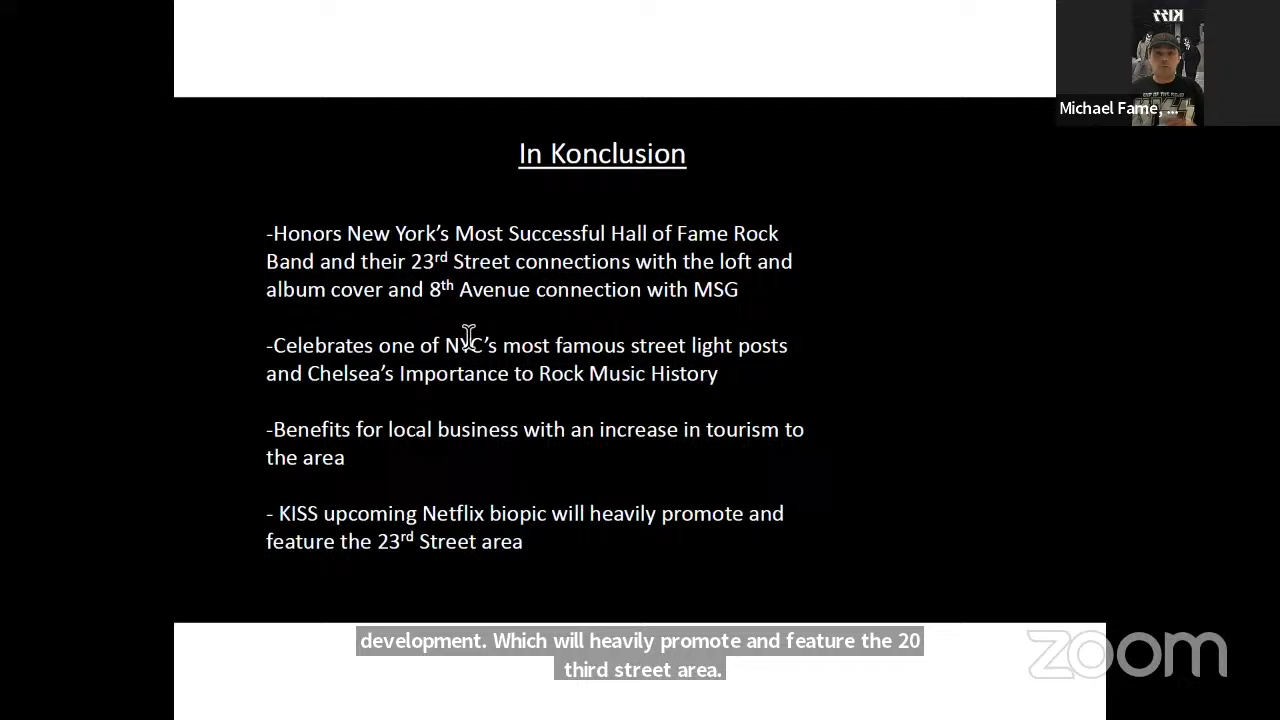 KISS
Michael Fame, ...
In Konclusion
-Honors New York’s Most Successful Hall of Fame Rock
Band and their 23rd Street connections with the loft and
album cover and 8th Avenue connection with MSG
-Celebrates one of NYC’s most famous street light posts
and Chelsea’s Importance to Rock Music History
-Benefits for local business with an increase in tourism to
the area
- KISS upcoming Netflix biopic will heavily promote and
feature the 23rd Street area
development. Which will heavily promote and feature the 20
third street area.
zoom